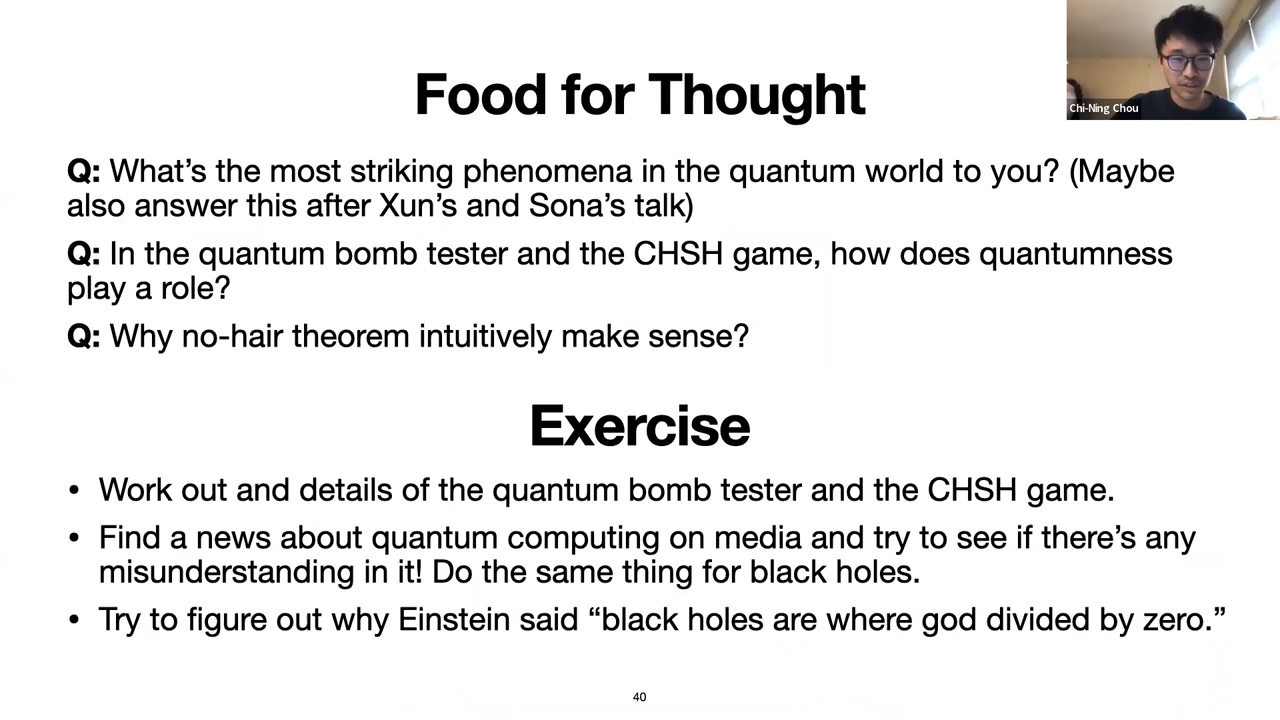 Food for Thought
Chi-Ning Chou
Q: What’s the most striking phenomena in the quantum world to you? (Maybe
also answer this after Xun’s and Sona’s talk)
Q: In the quantum bomb tester and the CHSH game, how does quantumness
play a role?
Q: Why no-hair theorem intuitively make sense?
Exercise
• Work out and details of the quantum bomb tester and the CHSH game.
• Find a news about quantum computing on media and try to see if there’s any
misunderstanding in it! Do the same thing for black holes.
• Try to figure out why Einstein said “black holes are where god divided by zero.”
40